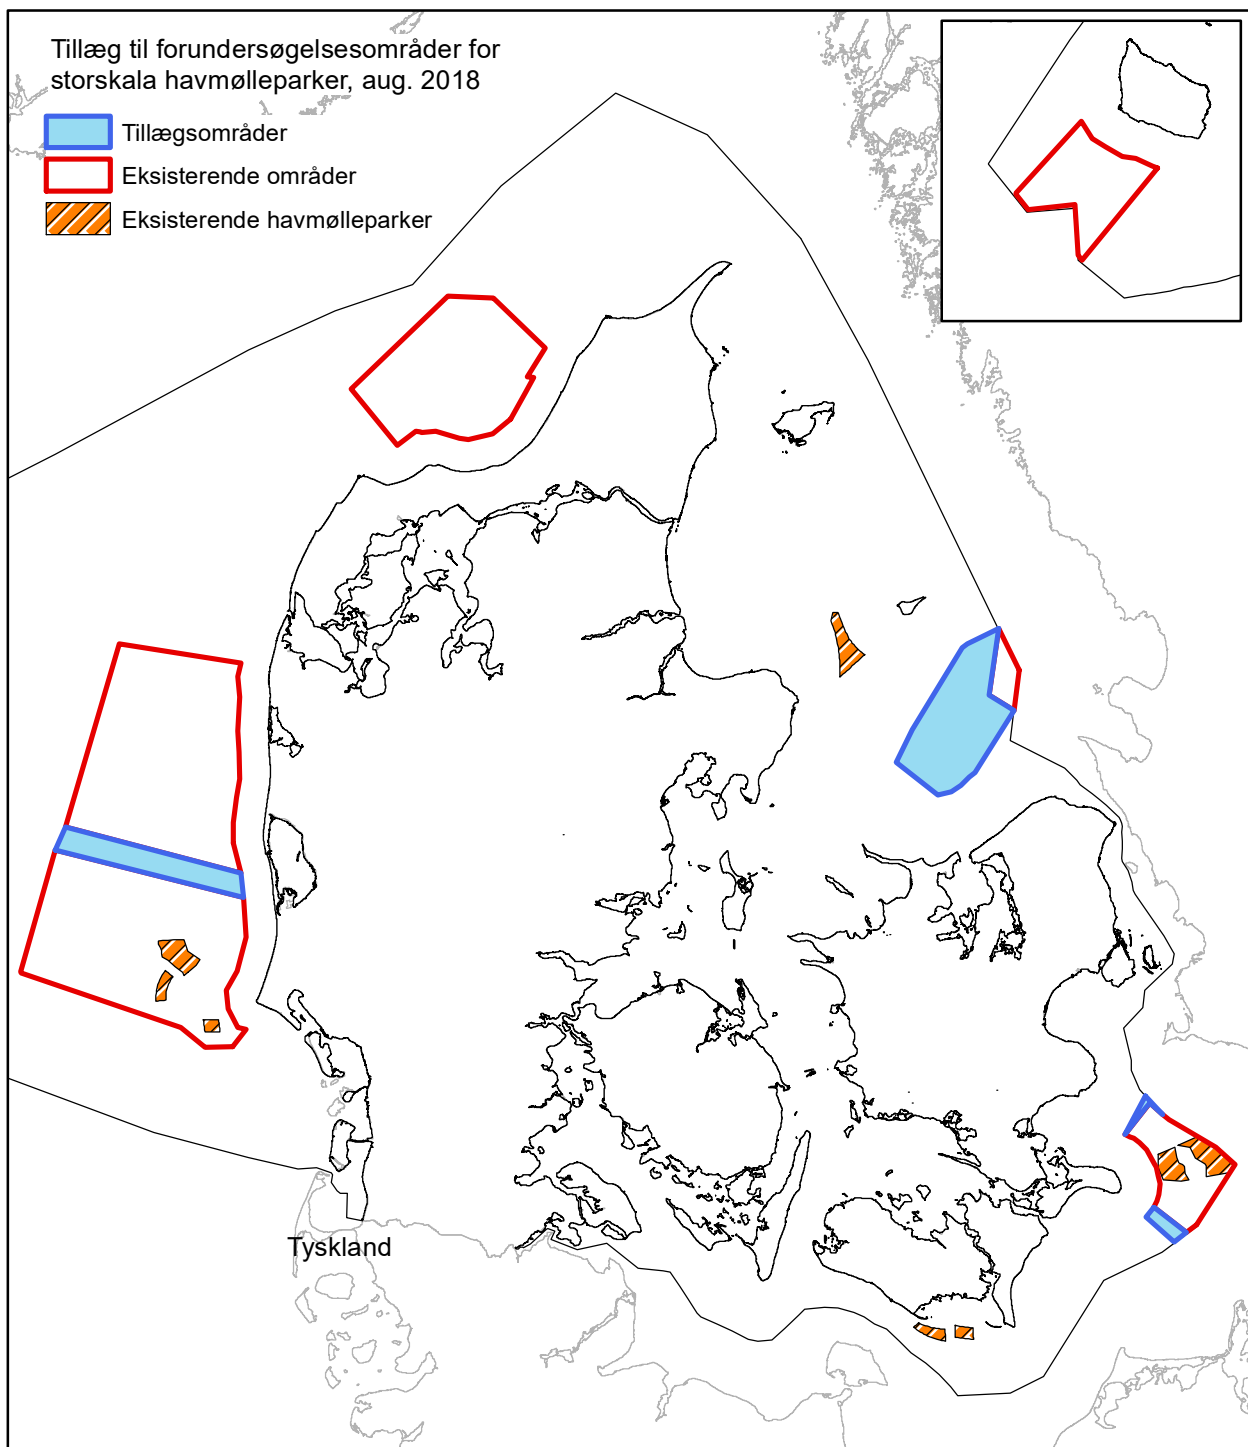 Tillæg til forundersøgelsesområder for
storskala havmølleparker, aug. 2018
Tillægsområder
Eksisterende områder
Eksisterende havmølleparker
Tyskland